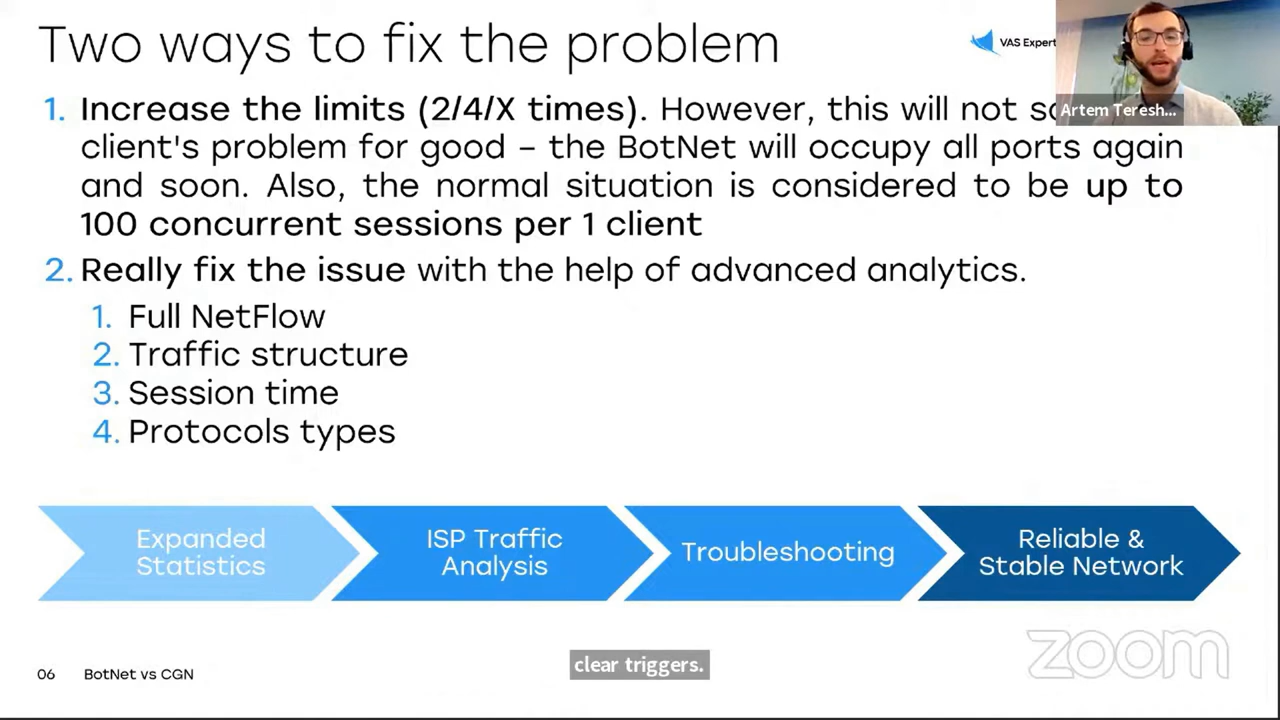 Two ways to fix the problem
VAS Expert
Artem Teresh...
1. Increase the limits (2/4/X times). However, this will not
client's problem for good – the BotNet will occupy all ports again
and soon. Also, the normal situation is considered to be up to
100 concurrent sessions per 1 client
2. Really fix the issue with the help of advanced analytics.
1. Full NetFlow
2. Traffic structure
3. Session time
4. Protocols types
Expanded
Statistics
ISP Traffic
Analysis
Troubleshooting
Reliable &
Stable Network
zoom
clear triggers.
06 BotNet vs CGN